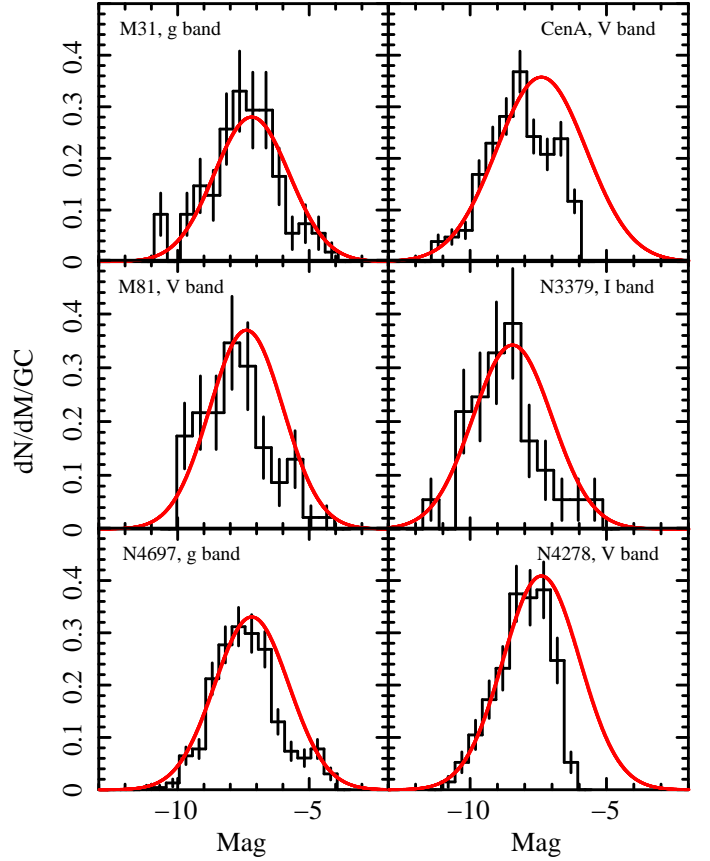 M31, g band
CenA, V band
0.4
0.3
0.2
0.1
0
M81, V band
N3379, I band
0.4
0.3
0.2
0.1
0
dN/dM/GC
N4697, g band
N4278, V band
0.4
0.3
0.2
0.1
0
−10 −5 −10 −5
Mag Mag